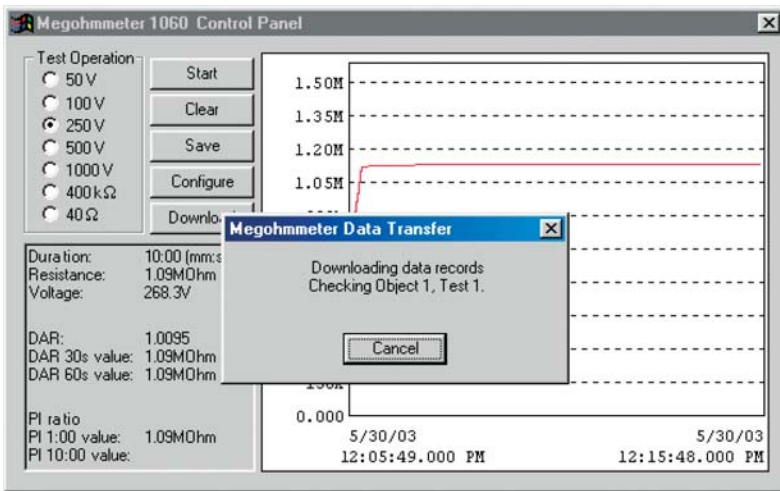 Megohmmeter 1060 Control Panel
Test Operation
50 V
100 V
250 V
500 V
1000 V
400 kΩ
40 Ω
Start
Clear
Save
Configure
Duration: 10:00
Resistance: 1.09MOhm
Voltage: 268.3V
DAR: 1.0095
DAR 30s value: 1.09MOhm
DAR 60s value: 1.09MOhm
PI ratio
PI 1:00 value: 1.09MOhm
PI 10:00 value:
1.50M
1.35M
1.20M
1.05M
0.000
5/30/03 5/30/03
12:05:49.000 PM 12:15:48.000 PM
Megohmmeter Data Transfer
Downloading data records
Checking Object 1, Test 1.
Cancel